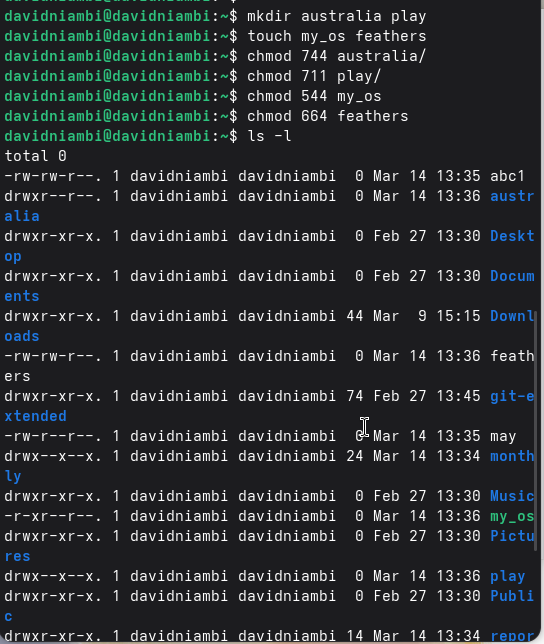 davidniambi@davidniambi:~$ mkdir australia play
davidniambi@davidniambi:~$ touch my_os feathers
davidniambi@davidniambi:~$ chmod 744 australia/
davidniambi@davidniambi:~$ chmod 711 play/
davidniambi@davidniambi:~$ chmod 544 my_os
davidniambi@davidniambi:~$ chmod 664 feathers
davidniambi@davidniambi:~$ ls -l
total 0
-rw-rw-r--. 1 davidniambi davidniambi  0 Mar 14 13:35 abc1
drwxr--r--. 1 davidniambi davidniambi  0 Mar 14 13:36 austr
alia
drwxr-xr-x. 1 davidniambi davidniambi  0 Feb 27 13:30 Deskt
op
drwxr-xr-x. 1 davidniambi davidniambi  0 Feb 27 13:30 Docum
ents
drwxr-xr-x. 1 davidniambi davidniambi 44 Mar  9 15:15 Downl
oads
-rw-rw-r--. 1 davidniambi davidniambi  0 Mar 14 13:36 feath
ers
drwxr-xr-x. 1 davidniambi davidniambi 74 Feb 27 13:45 git-e
xtended
-rw-r--r--. 1 davidniambi davidniambi  0 Mar 14 13:35 may
drwx--x--x. 1 davidniambi davidniambi 24 Mar 14 13:34 month
ly
drwxr-xr-x. 1 davidniambi davidniambi  0 Feb 27 13:30 Music
-r-xr--r--. 1 davidniambi davidniambi  0 Mar 14 13:36 my_os
drwxr-xr-x. 1 davidniambi davidniambi  0 Feb 27 13:30 Pictu
res
drwx--x--x. 1 davidniambi davidniambi  0 Mar 14 13:36 play
drwxr-xr-x. 1 davidniambi davidniambi  0 Feb 27 13:30 Publi
c
drwxr-xr-x. 1 davidniambi davidniambi 14 Mar 14 13:34 repor